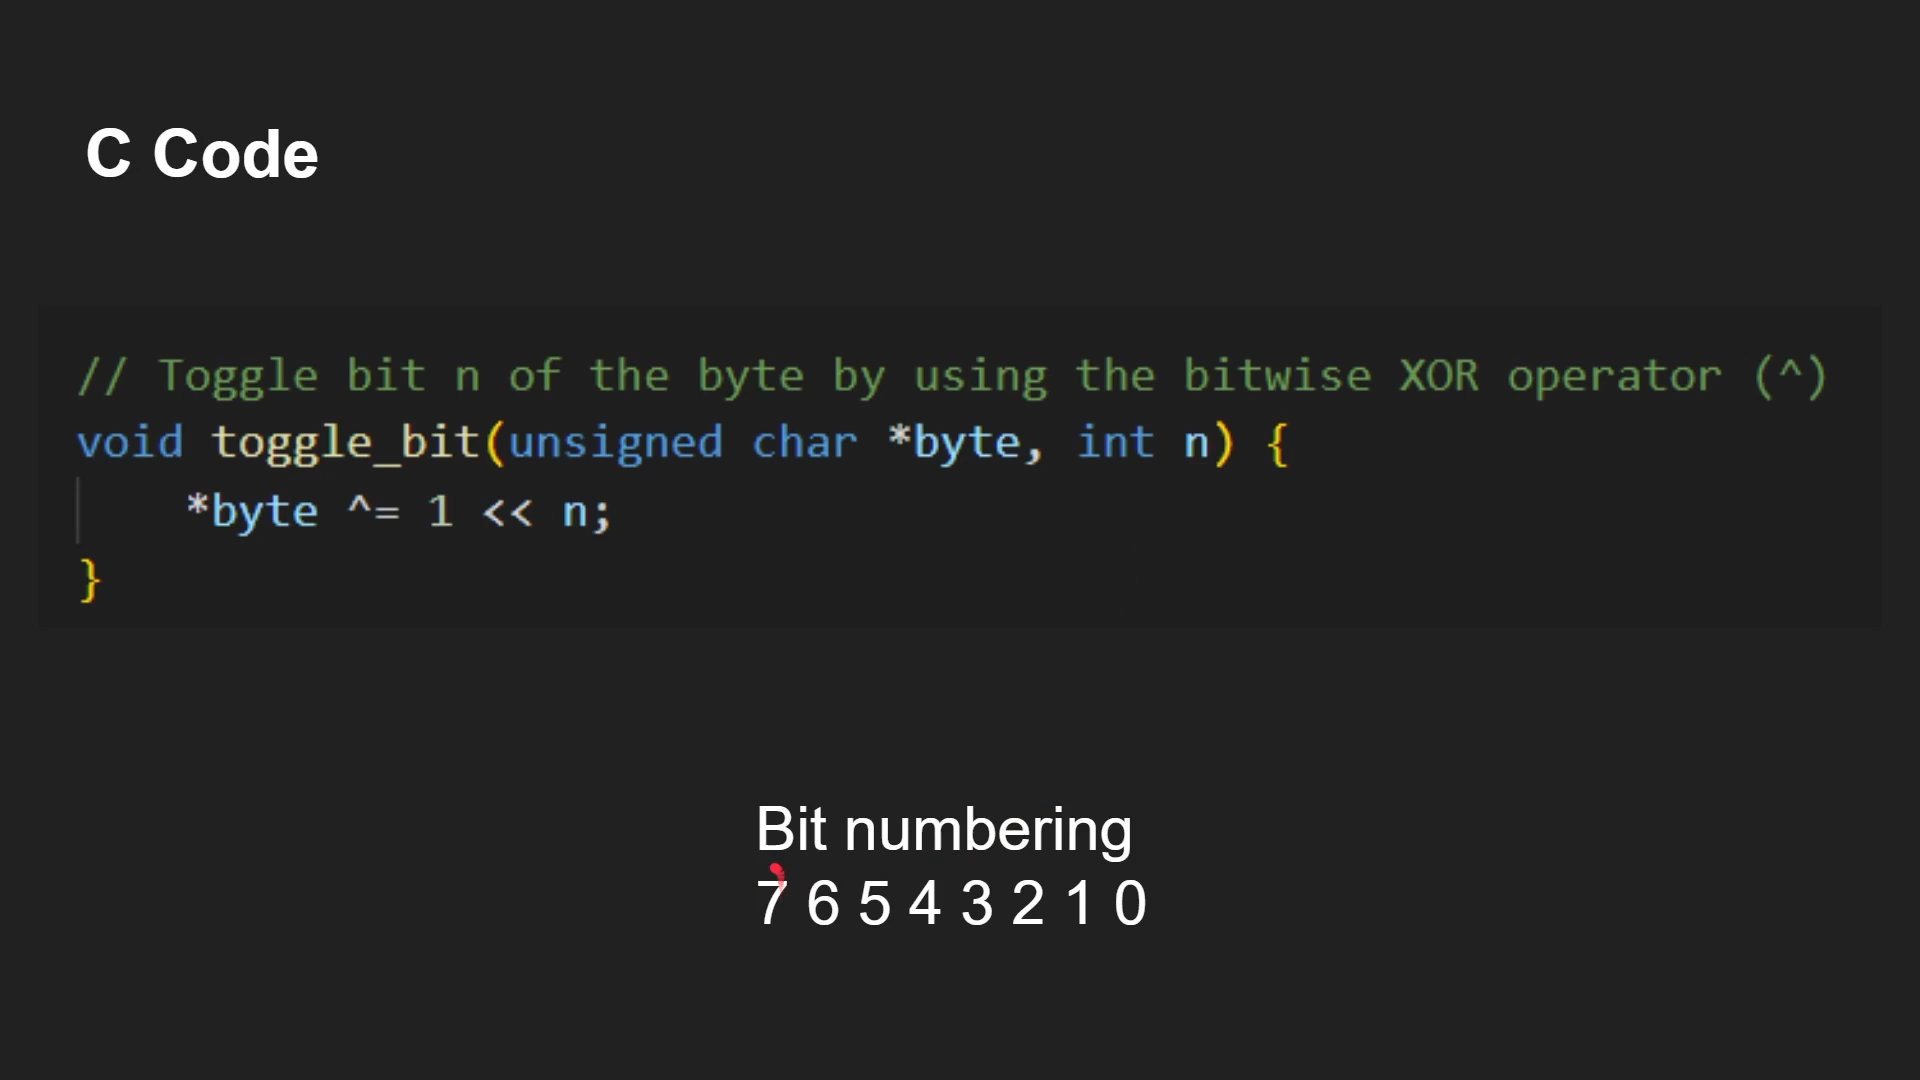 C Code
// Toggle bit n of the byte by using the bitwise XOR operator (^)
void toggle_bit(unsigned char *byte, int n) {
    *byte ^= 1 << n;
}
Bit numbering
7 6 5 4 3 2 1 0